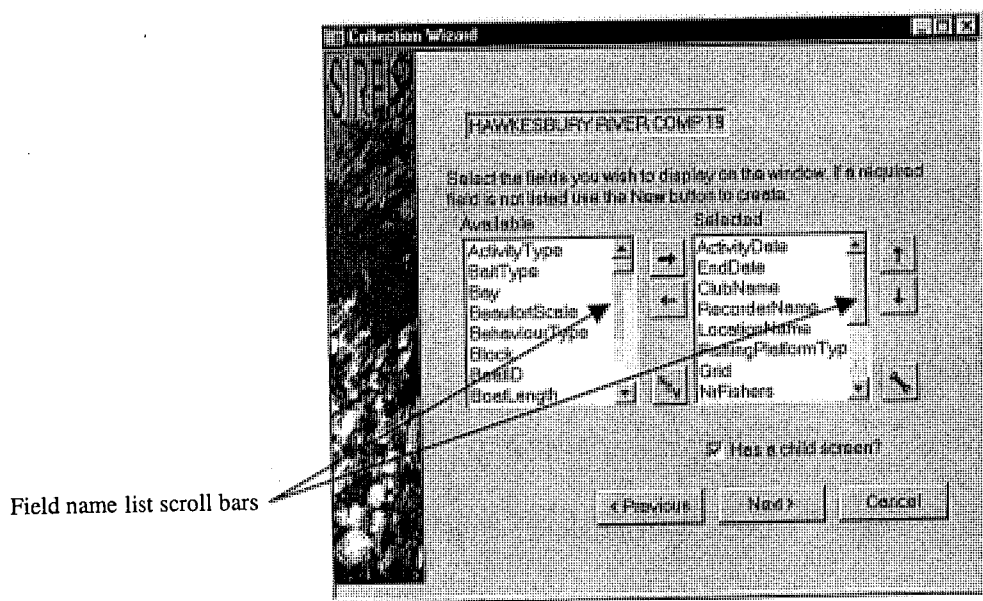 Collection Wizard
HAWKESBURY RIVER COMP'19
Select the fields you wish to display on the window. If a required
field is not listed use the New button to create.
Available
Selected
ActivityType
BaitType
Bay
BeaufortScale
BehaviourType
Block
BoatID
BoatLength
ActivityDate
EndDate
ClubName
RecorderName
LocationName
FishingPlatformTyp
Grid
NrFishers
Has a child screen?
< Previous
Next >
Cancel
Field name list scroll bars